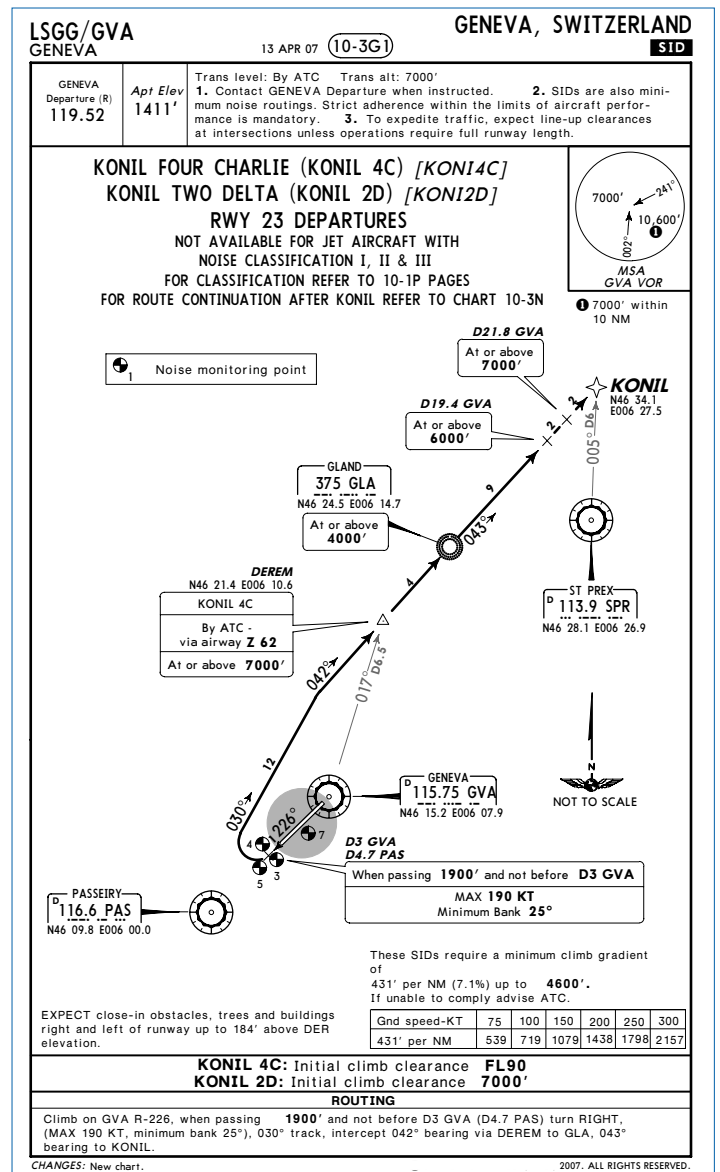 LSGG/GVA
GENEVA
13 APR 07
10-3G1
GENEVA, SWITZERLAND
SID
GENEVA
Departure (R)
119.52
Apt Elev
1411'
Trans level: By ATC Trans alt: 7000'
1. Contact GENEVA Departure when instructed. 2. SIDs are also mini-
mum noise routings. Strict adherence within the limits of aircraft perfor-
mance is mandatory. 3. To expedite traffic, expect line-up clearances
at intersections unless operations require full runway length.
KONIL FOUR CHARLIE (KONIL 4C) [KONI4C]
KONIL TWO DELTA (KONIL 2D) [KONI2D]
RWY 23 DEPARTURES
NOT AVAILABLE FOR JET AIRCRAFT WITH
NOISE CLASSIFICATION I, II & III
FOR CLASSIFICATION REFER TO 10-1P PAGES
FOR ROUTE CONTINUATION AFTER KONIL REFER TO CHART 10-3N
7000'
241°
10,600'
1
002°
MSA
GVA VOR
1 7000' within
10 NM
1 Noise monitoring point
D21.8 GVA
At or above
7000'
KONIL
N46 34.1
E006 27.5
D19.4 GVA
At or above
6000'
2
2
005° D6
GLAND
375 GLA
N46 24.5 E006 14.7
At or above
4000'
9
043°
ST PREX
D 113.9 SPR
N46 28.1 E006 26.9
DEREM
N46 21.4 E006 10.6
KONIL 4C
By ATC -
via airway Z 62
At or above 7000'
4
042°
017° D6.5
12
030°
N
NOT TO SCALE
GENEVA
D 115.75 GVA
N46 15.2 E006 07.9
226°
4
7
5
3
D3 GVA
D4.7 PAS
When passing 1900' and not before D3 GVA
MAX 190 KT
Minimum Bank 25°
PASSEIRY
D 116.6 PAS
N46 09.8 E006 00.0
These SIDs require a minimum climb gradient
of
431' per NM (7.1%) up to 4600'.
If unable to comply advise ATC.
EXPECT close-in obstacles, trees and buildings
right and left of runway up to 184' above DER
elevation.
Gnd speed-KT 75 100 150 200 250 300
431' per NM 539 719 1079 1438 1798 2157
KONIL 4C: Initial climb clearance FL90
KONIL 2D: Initial climb clearance 7000'
ROUTING
Climb on GVA R-226, when passing 1900' and not before D3 GVA (D4.7 PAS) turn RIGHT,
(MAX 190 KT, minimum bank 25°), 030° track, intercept 042° bearing via DEREM to GLA, 043°
bearing to KONIL.
CHANGES: New chart.
2007. ALL RIGHTS RESERVED.